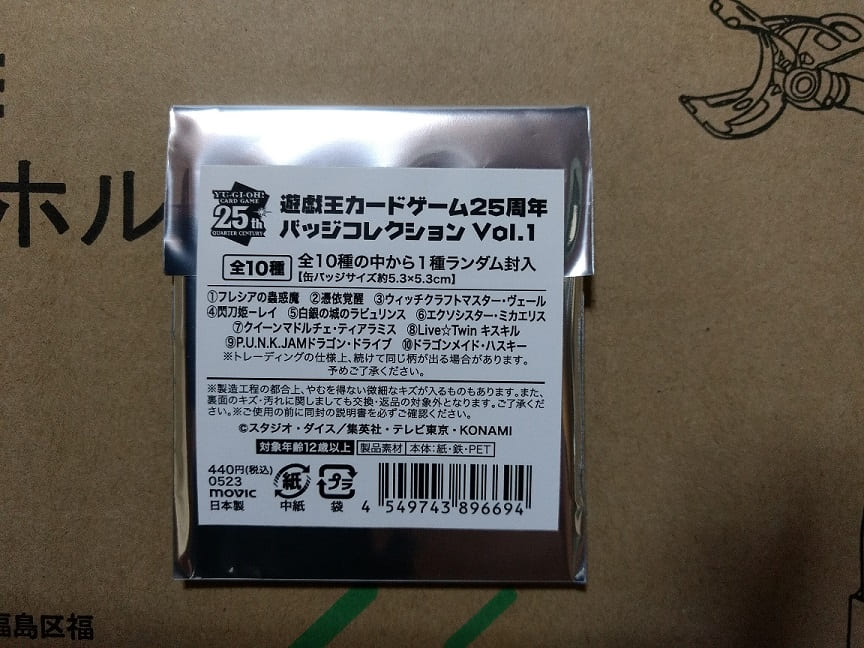 ホル
YU-GI-OH!
CARD GAME
25th
QUARTER CENTURY
遊戯王カードゲーム25周年
バッジコレクション Vol.1
全10種
全10種の中から1種ランダム封入
【缶バッジサイズ約5.3×5.3cm】
①フレシアの蟲惑魔 ②憑依覚醒 ③ウィッチクラフトマスター・ヴェール
④閃刀姫ーレイ ⑤白銀の城のラビュリンス ⑥エクソシスター・ミカエリス
⑦クイーンマドルチェ・ティアラミス ⑧Live☆Twin キスキル
⑨P.U.N.K.JAMドラゴン・ドライブ ⑩ドラゴンメイド・ハスキー
※トレーディングの仕様上、続けて同じ柄が出る場合があります。
予めご了承ください。
※製造工程の都合上、やむを得ない微細なキズが入るものもあります。また、
裏面のキズ・汚れに関しましても交換・返品の対象外となります。ご了承くだ
さい。※ご使用の前に同封の説明書を必ずご確認ください。
©スタジオ・ダイス/集英社・テレビ東京・KONAMI
対象年齢12歳以上 製品素材 本体:紙・鉄・PET
440円(税込)
0523
movic
日本製
紙
中紙
プラ
袋
4 549743 896694
福島区福